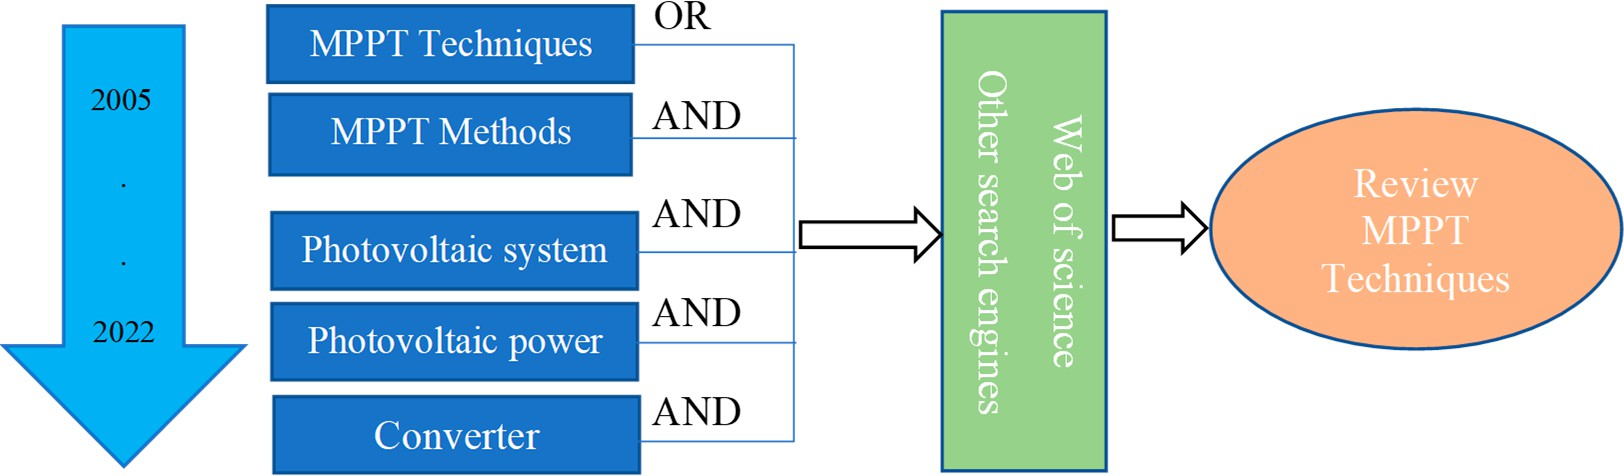 2005
.
.
2022
MPPT Techniques
OR
MPPT Methods
AND
Photovoltaic system
AND
Photovoltaic power
AND
Converter
AND
Web of science
Other search engines
Review
MPPT
Techniques